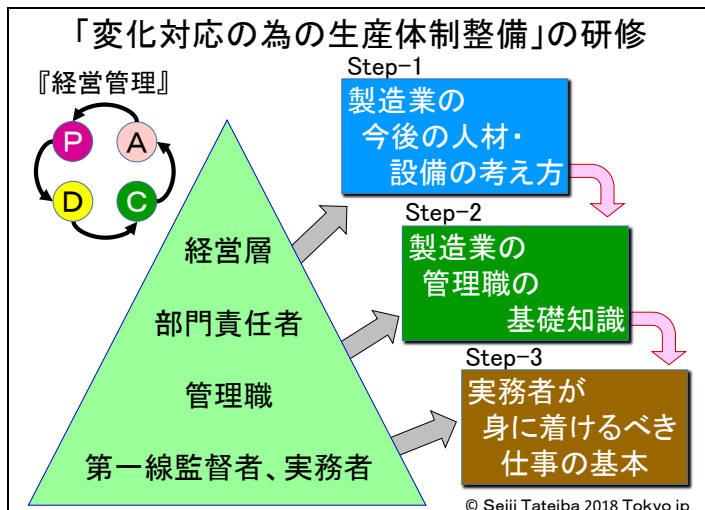 「変化対応の為の生産体制整備」の研修
『経営管理』
P
A
D
C
経営層
部門責任者
管理職
第一線監督者、実務者
Step-1
製造業の
今後の人材・
設備の考え方
Step-2
製造業の
管理職の
基礎知識
Step-3
実務者が
身に着けるべき
仕事の基本
© Seiji Tateiba 2018 Tokyo.jp